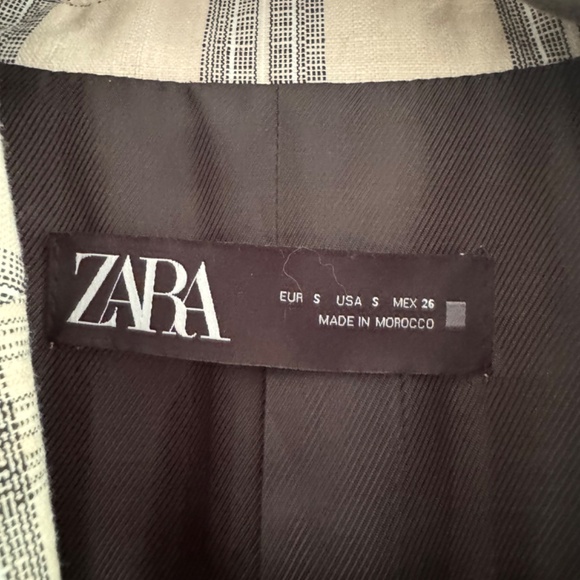 ZARA
EUR S USA S MEX 26
MADE IN MOROCCO